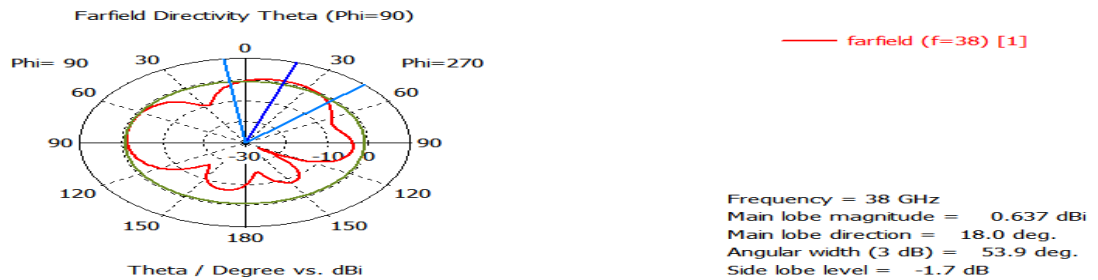 Farfield Directivity Theta (Phi=90)
farfield (f=38) [1]
0
30 30
Phi= 90 Phi=270
60 60
90 -30 -10 0 90
120 120
150 150
180
Theta / Degree vs. dBi
Frequency = 38 GHz
Main lobe magnitude = 0.637 dBi
Main lobe direction = 18.0 deg.
Angular width (3 dB) = 53.9 deg.
Side lobe level = -1.7 dB